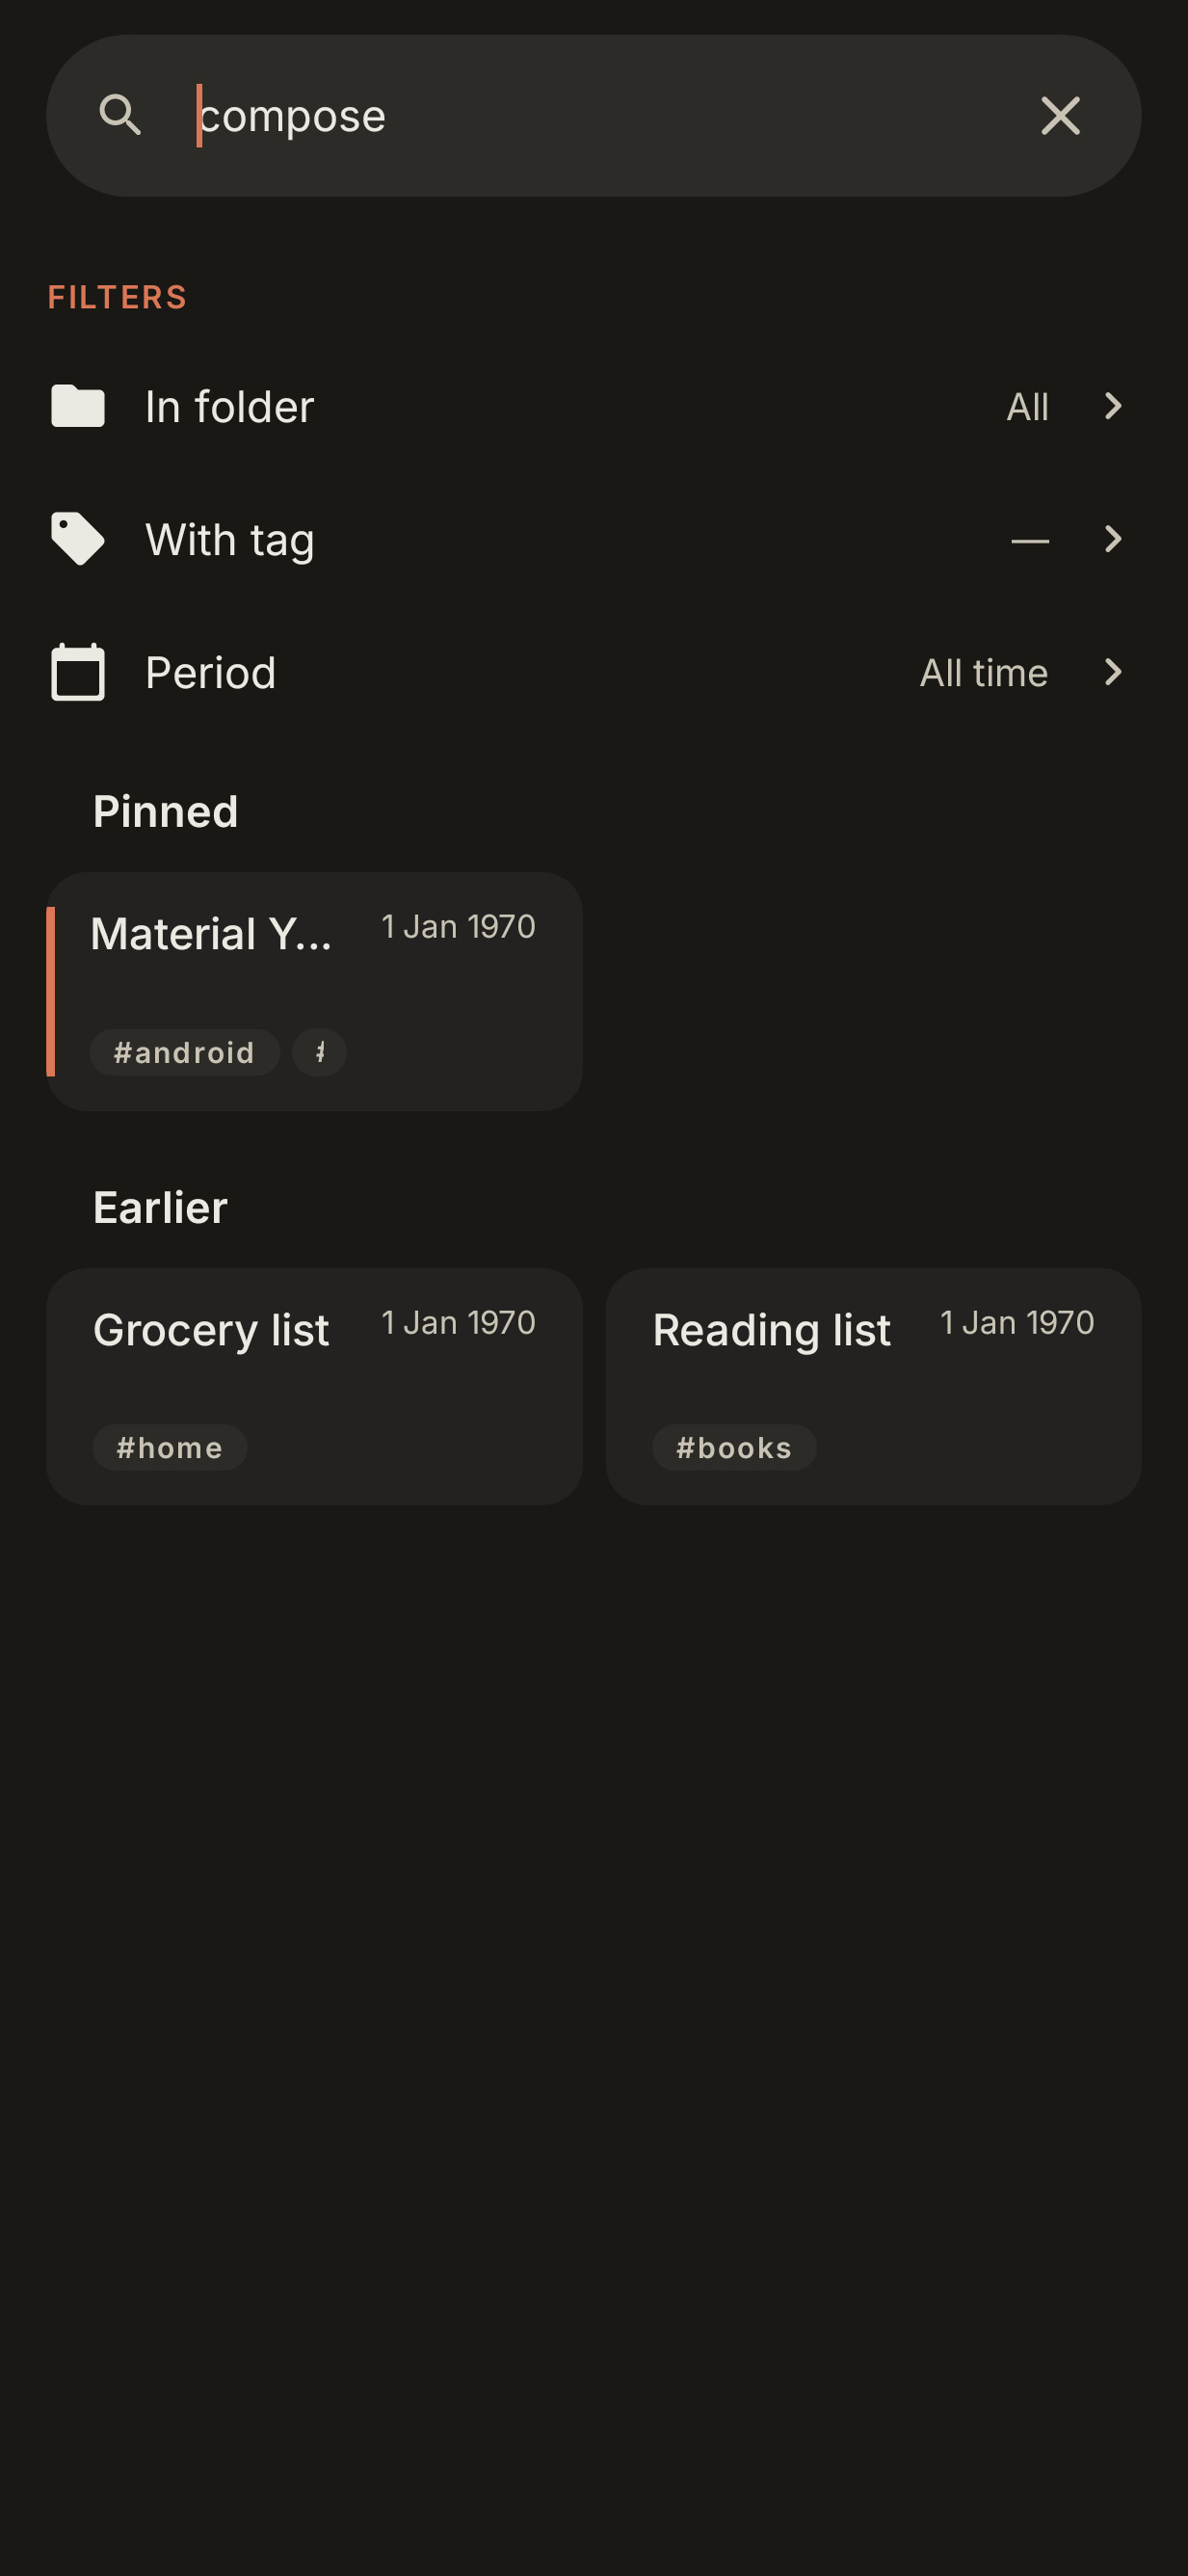 compose
FILTERS
In folder All
With tag —
Period All time
Pinned
Material Y... 1 Jan 1970
#android
Earlier
Grocery list 1 Jan 1970
Reading list 1 Jan 1970
#home
#books